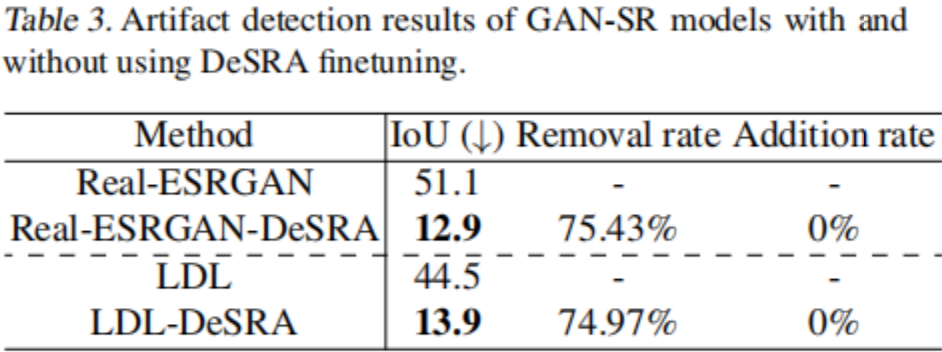 Table 3. Artifact detection results of GAN-SR models with and
without using DeSRA finetuning.
Method IoU (↓) Removal rate Addition rate
Real-ESRGAN 51.1 - -
Real-ESRGAN-DeSRA 12.9 75.43% 0%
LDL 44.5 - -
LDL-DeSRA 13.9 74.97% 0%